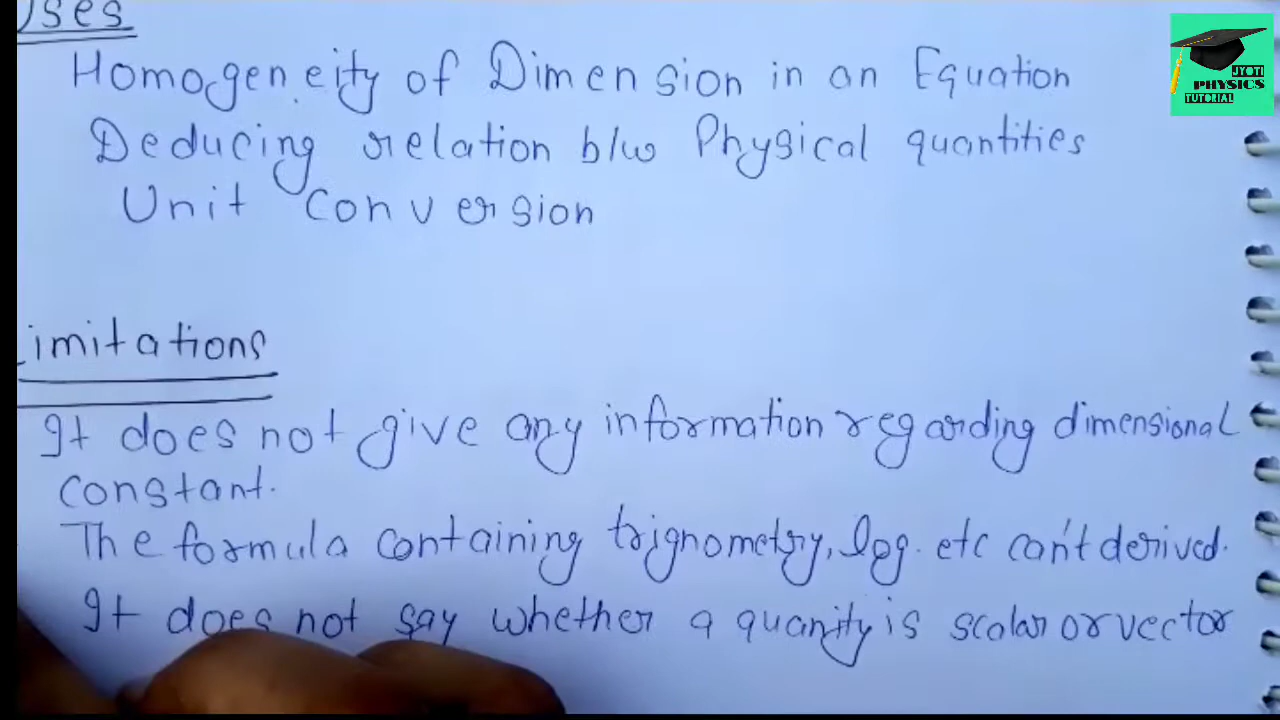 Uses
Homogeneity of Dimension in an Equation
Deducing relation b/w Physical quantities
Unit Conversion
Limitations
It does not give any information regarding dimensional
constant.
The formula containing trignometry, log. etc can't derived.
It does not say whether a quanity is scalar or vector
JYOTI
PHYSICS
TUTORIAL